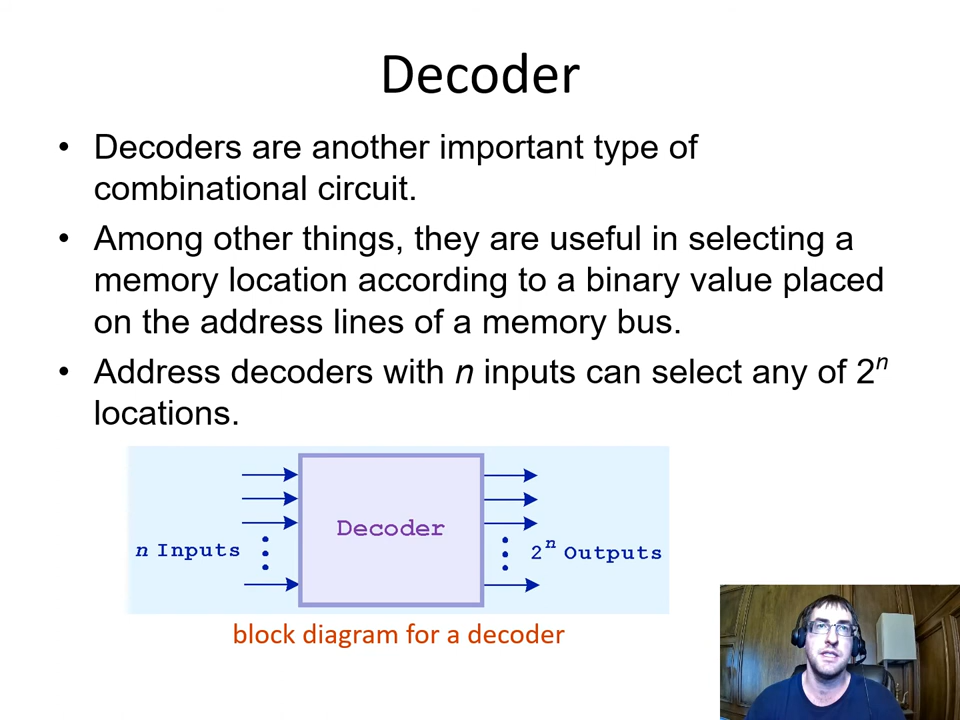 Decoder
• Decoders are another important type of
combinational circuit.
• Among other things, they are useful in selecting a
memory location according to a binary value placed
on the address lines of a memory bus.
• Address decoders with n inputs can select any of 2ⁿ
locations.
Decoder
n Inputs
2ⁿ Outputs
block diagram for a decoder